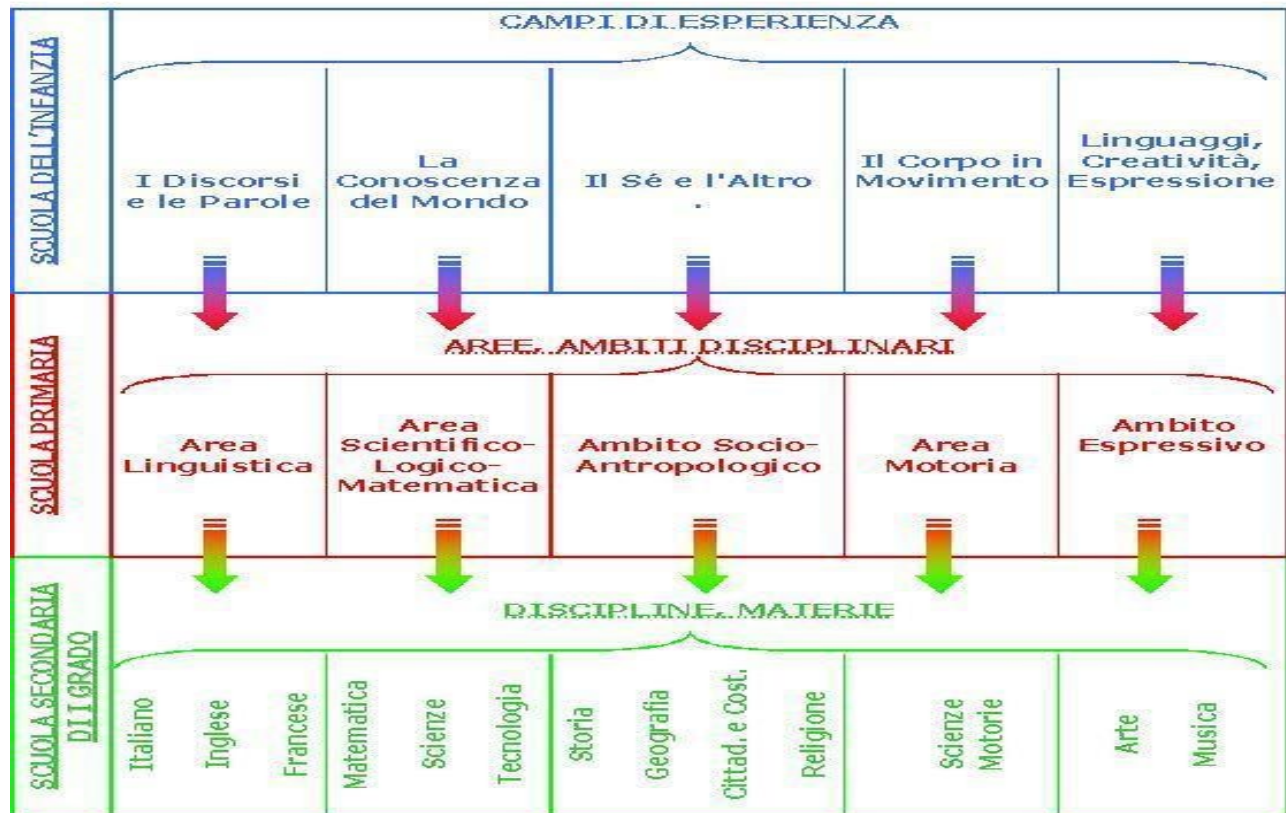 SCUOLA DELL'INFANZIA
CAMPI DI ESPERIENZA
I Discorsi
e le Parole
La
Conoscenza
del Mondo
Il Sé e l'Altro
.
Il Corpo in
Movimento
Linguaggi,
Creatività,
Espressione
SCUOLA PRIMARIA
AREE, AMBITI DISCIPLINARI
Area
Linguistica
Area
Scientifico-
Logico-
Matematica
Ambito Socio-
Antropologico
Area
Motoria
Ambito
Espressivo
SCUOLA SECONDARIA
DI I GRADO
DISCIPLINE, MATERIE
Italiano
Inglese
Francese
Matematica
Scienze
Tecnologia
Storia
Geografia
Cittad. e Cost.
Religione
Scienze
Motorie
Arte
Musica